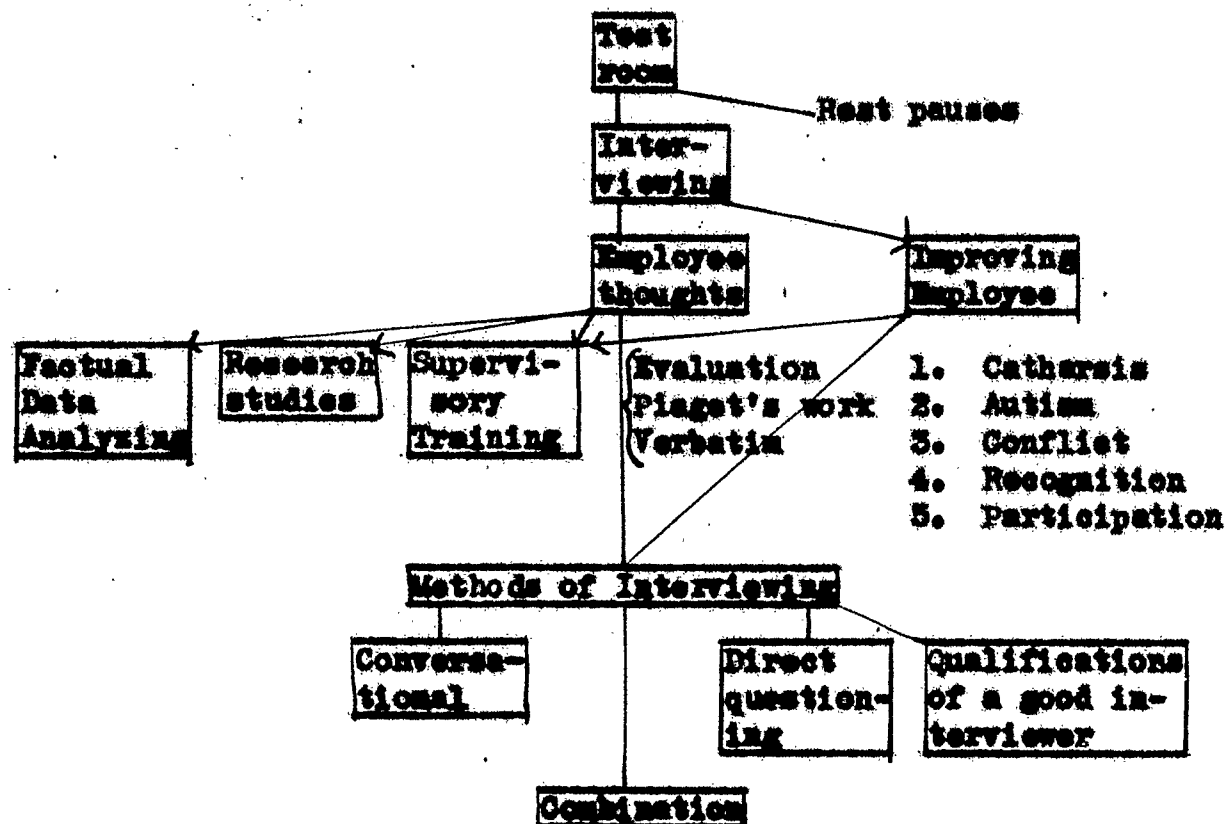 Test
room
Rest pauses
Inter-
viewing
Employee
thoughts
Improving
Employee
Factual
Data
Analyzing
Research
studies
Supervi-
sory
Training
Evaluation
Piaget's work
Verbatim
1. Catharsis
2. Autism
3. Conflict
4. Recognition
5. Participation
Methods of Interviewing
Conversa-
tional
Direct
question-
ing
Qualifications
of a good in-
terviewer
Combination